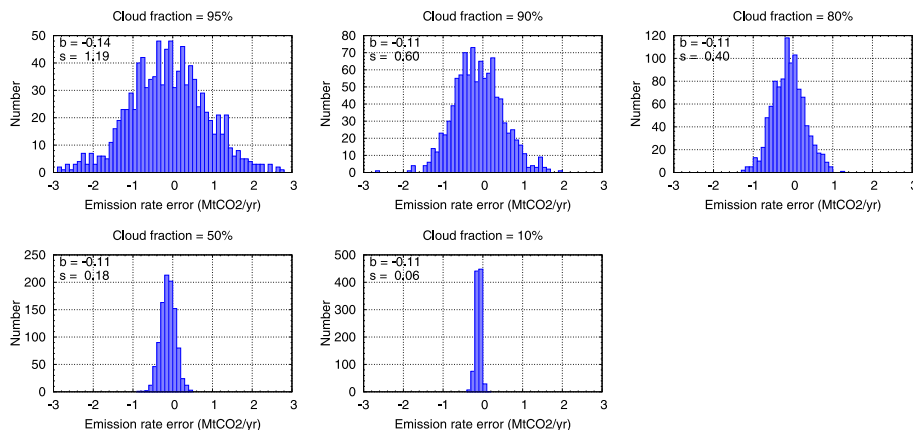 Cloud fraction = 95%
b = -0.14
s = 1.19
Number
50
40
30
20
10
0
-3 -2 -1 0 1 2 3
Emission rate error (MtCO2/yr)
Cloud fraction = 90%
b = -0.11
s = 0.60
Number
80
70
60
50
40
30
20
10
0
-3 -2 -1 0 1 2 3
Emission rate error (MtCO2/yr)
Cloud fraction = 80%
b = -0.11
s = 0.40
Number
120
100
80
60
40
20
0
-3 -2 -1 0 1 2 3
Emission rate error (MtCO2/yr)
Cloud fraction = 50%
b = -0.11
s = 0.18
Number
250
200
150
100
50
0
-3 -2 -1 0 1 2 3
Emission rate error (MtCO2/yr)
Cloud fraction = 10%
b = -0.11
s = 0.06
Number
500
400
300
200
100
0
-3 -2 -1 0 1 2 3
Emission rate error (MtCO2/yr)